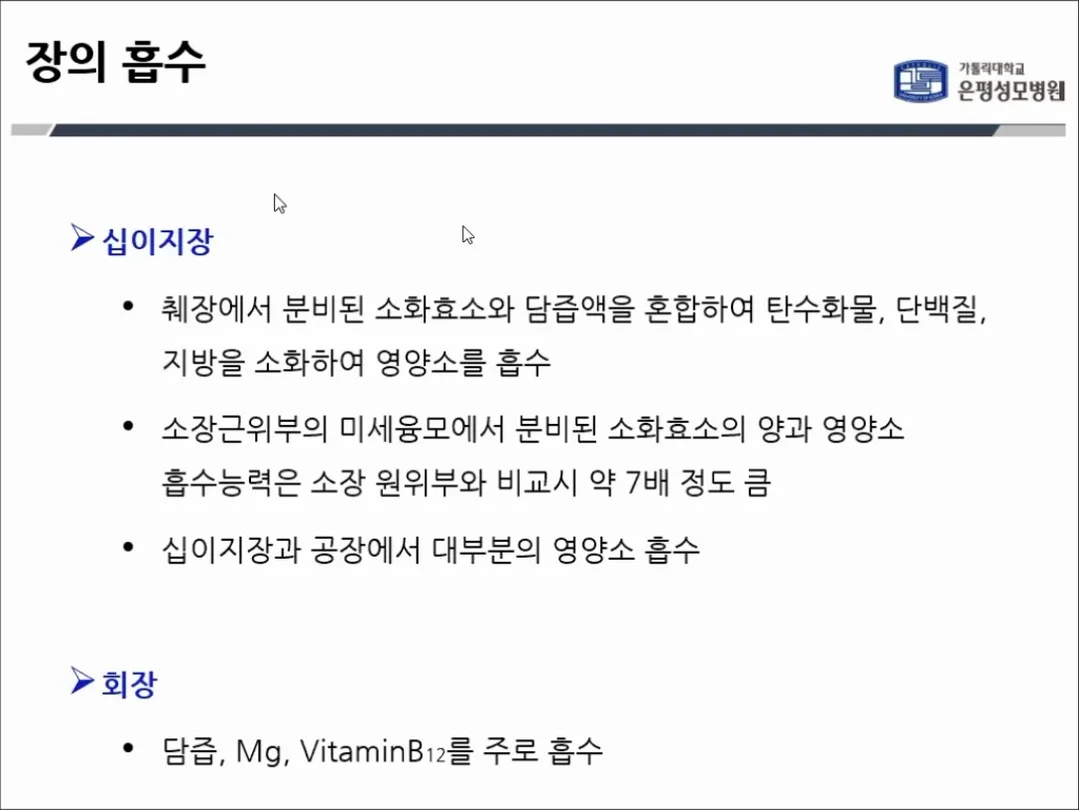 장의 흡수
가톨릭대학교
은평성모병원
십이지장
• 췌장에서 분비된 소화효소와 담즙액을 혼합하여 탄수화물, 단백질,
지방을 소화하여 영양소를 흡수
• 소장근위부의 미세융모에서 분비된 소화효소의 양과 영양소
흡수능력은 소장 원위부와 비교시 약 7배 정도 큼
• 십이지장과 공장에서 대부분의 영양소 흡수
회장
• 담즙, Mg, VitaminB12를 주로 흡수